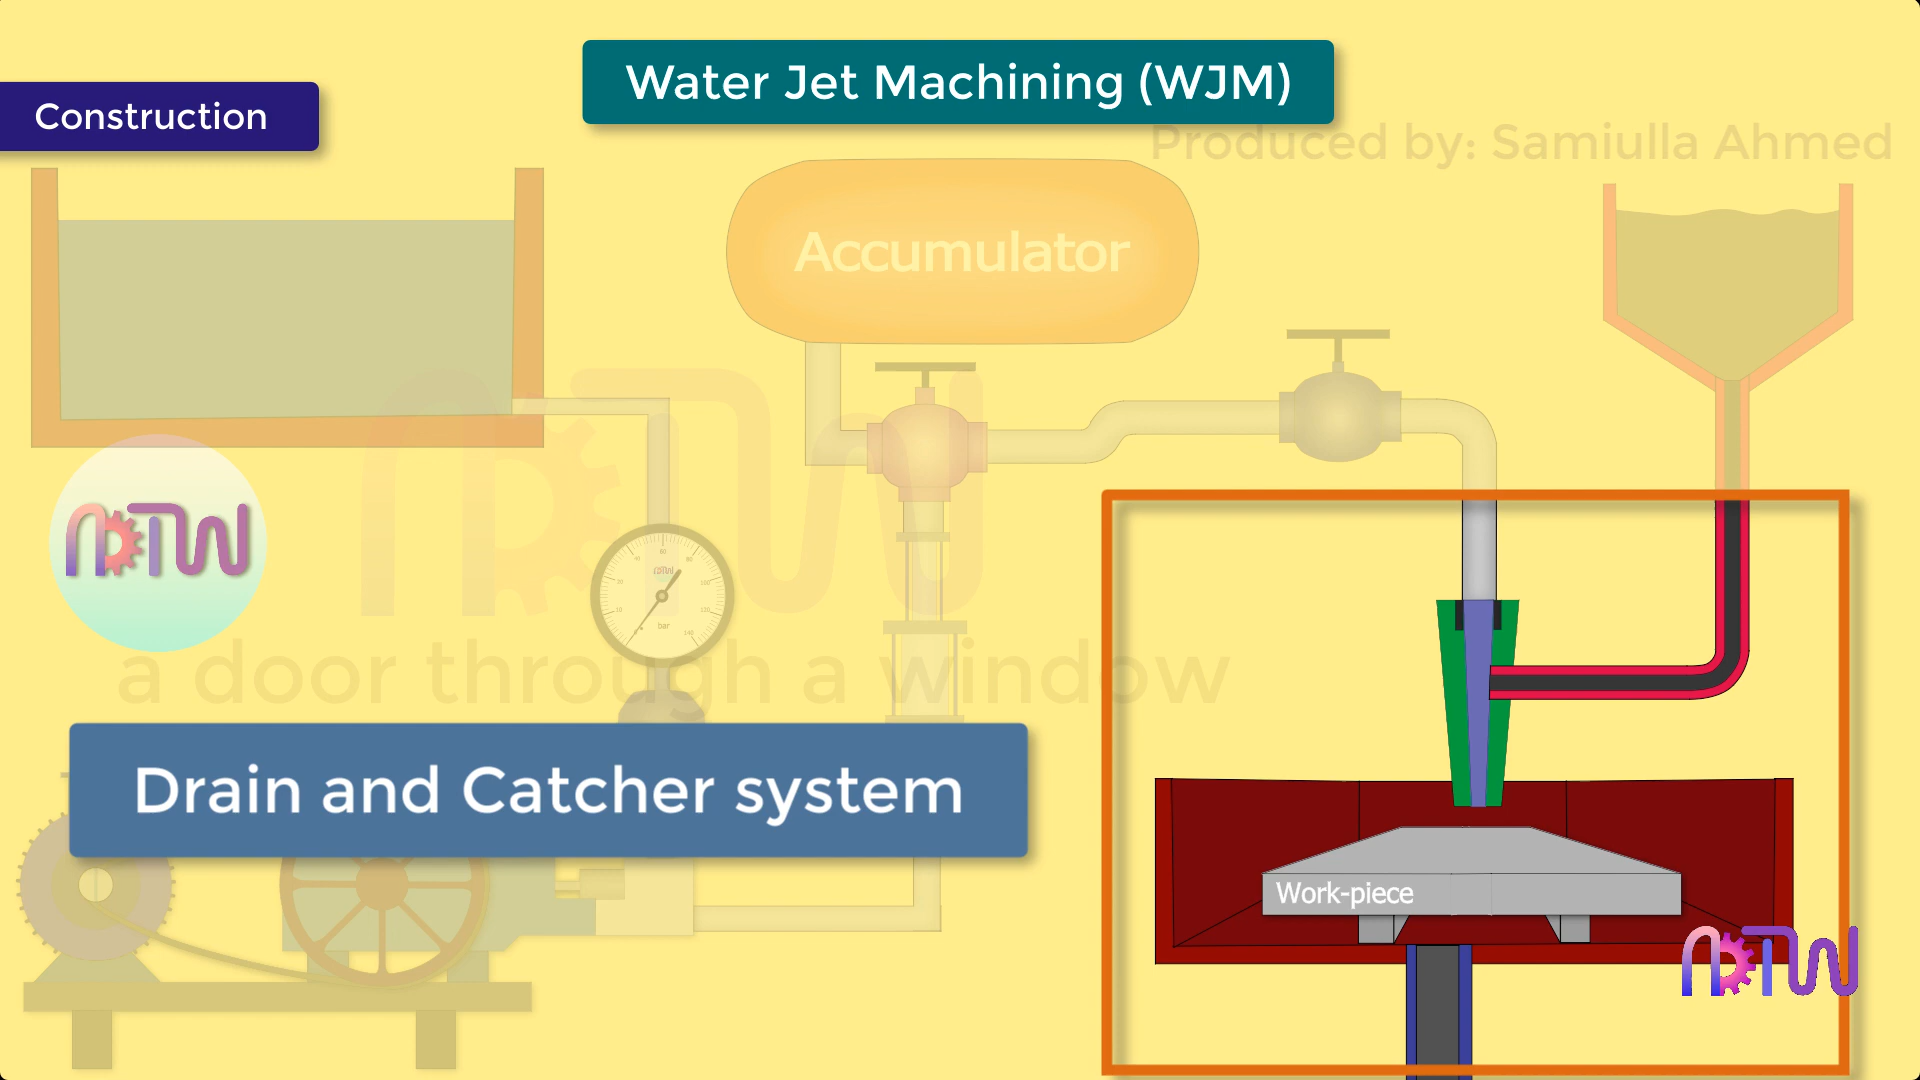 Water Jet Machining (WJM)
Construction
Produced by: Samiulla Ahmed
Accumulator
bar
a door through a window
Drain and Catcher system
Work-piece